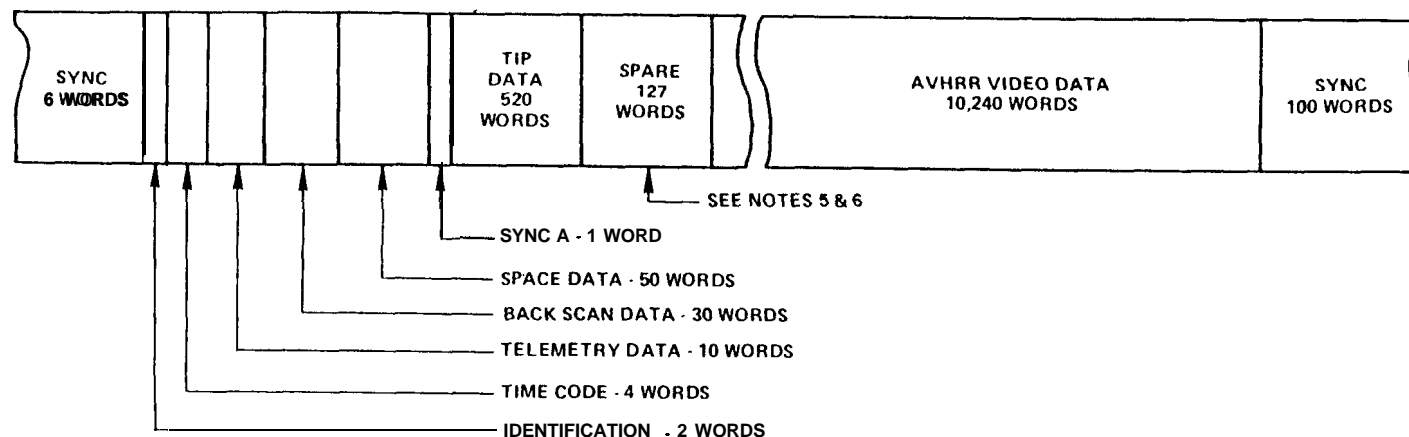 SYNC
6 WORDS
TIP
DATA
520
WORDS
SPARE
127
WORDS
AVHRR VIDEO DATA
10,240 WORDS
SYNC
100 WORDS
SEE NOTES 5 & 6
SYNC A - 1 WORD
SPACE DATA - 50 WORDS
BACK SCAN DATA - 30 WORDS
TELEMETRY DATA - 10 WORDS
TIME CODE - 4 WORDS
IDENTIFICATION - 2 WORDS